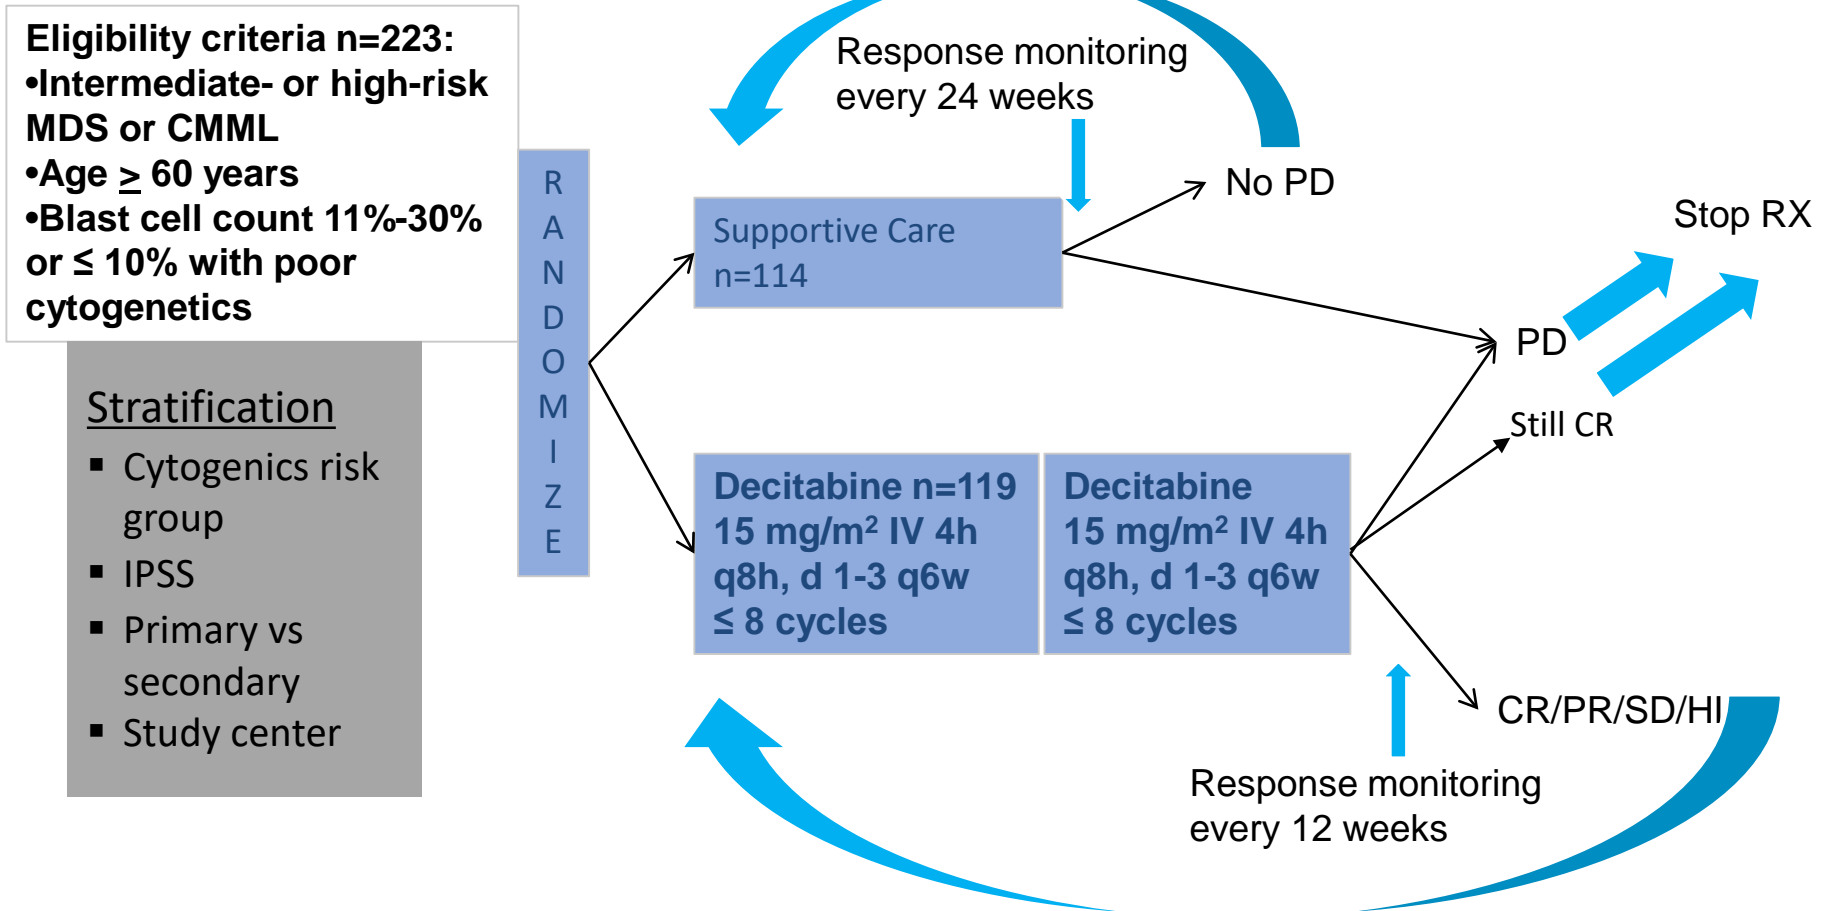 Eligibility criteria n=223:
•Intermediate- or high-risk
MDS or CMML
•Age ≥ 60 years
•Blast cell count 11%-30%
or ≤ 10% with poor
cytogenetics
Stratification
▪ Cytogenics risk
group
▪ IPSS
▪ Primary vs
secondary
▪ Study center
R
A
N
D
O
M
I
Z
E
Response monitoring
every 24 weeks
Supportive Care
n=114
No PD
Stop RX
PD
Still CR
Decitabine n=119
15 mg/m² IV 4h
q8h, d 1-3 q6w
≤ 8 cycles
Decitabine
15 mg/m² IV 4h
q8h, d 1-3 q6w
≤ 8 cycles
CR/PR/SD/HI
Response monitoring
every 12 weeks